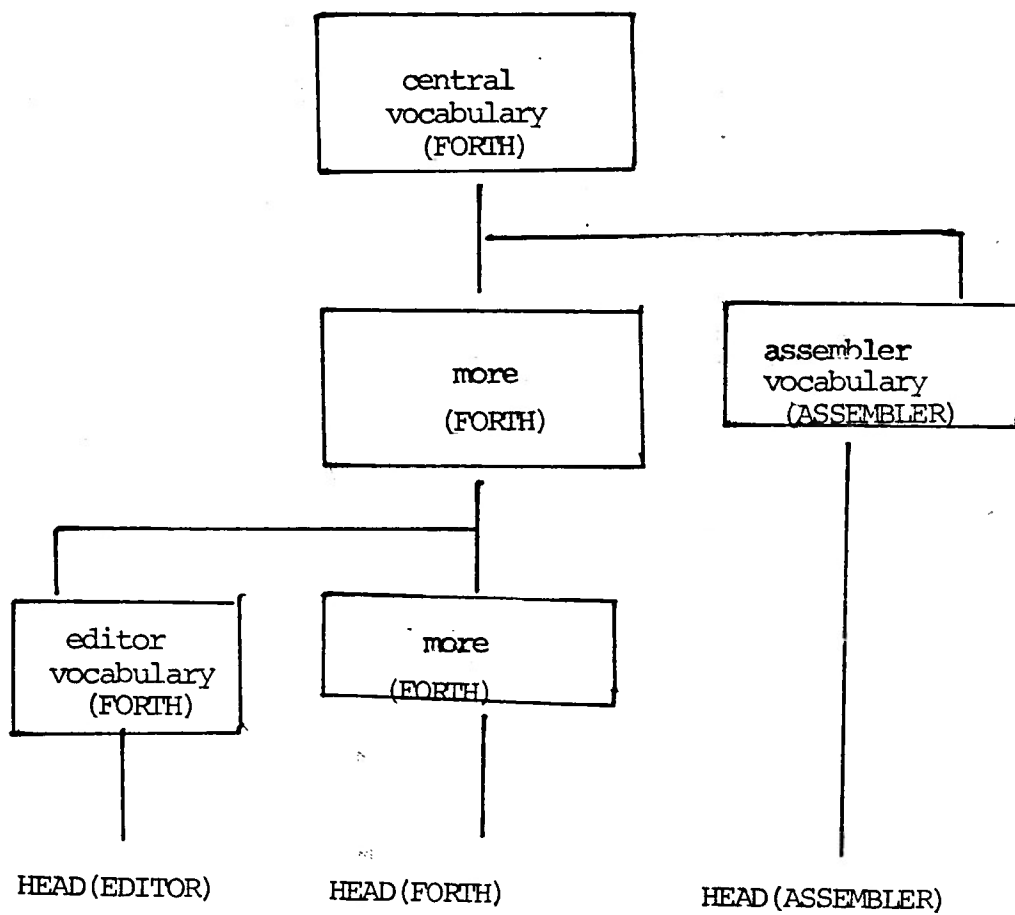 central
vocabulary
(FORTH)
more
(FORTH)
assembler
vocabulary
(ASSEMBLER)
editor
vocabulary
(FORTH)
more
(FORTH)
HEAD(EDITOR)
HEAD(FORTH)
HEAD(ASSEMBLER)